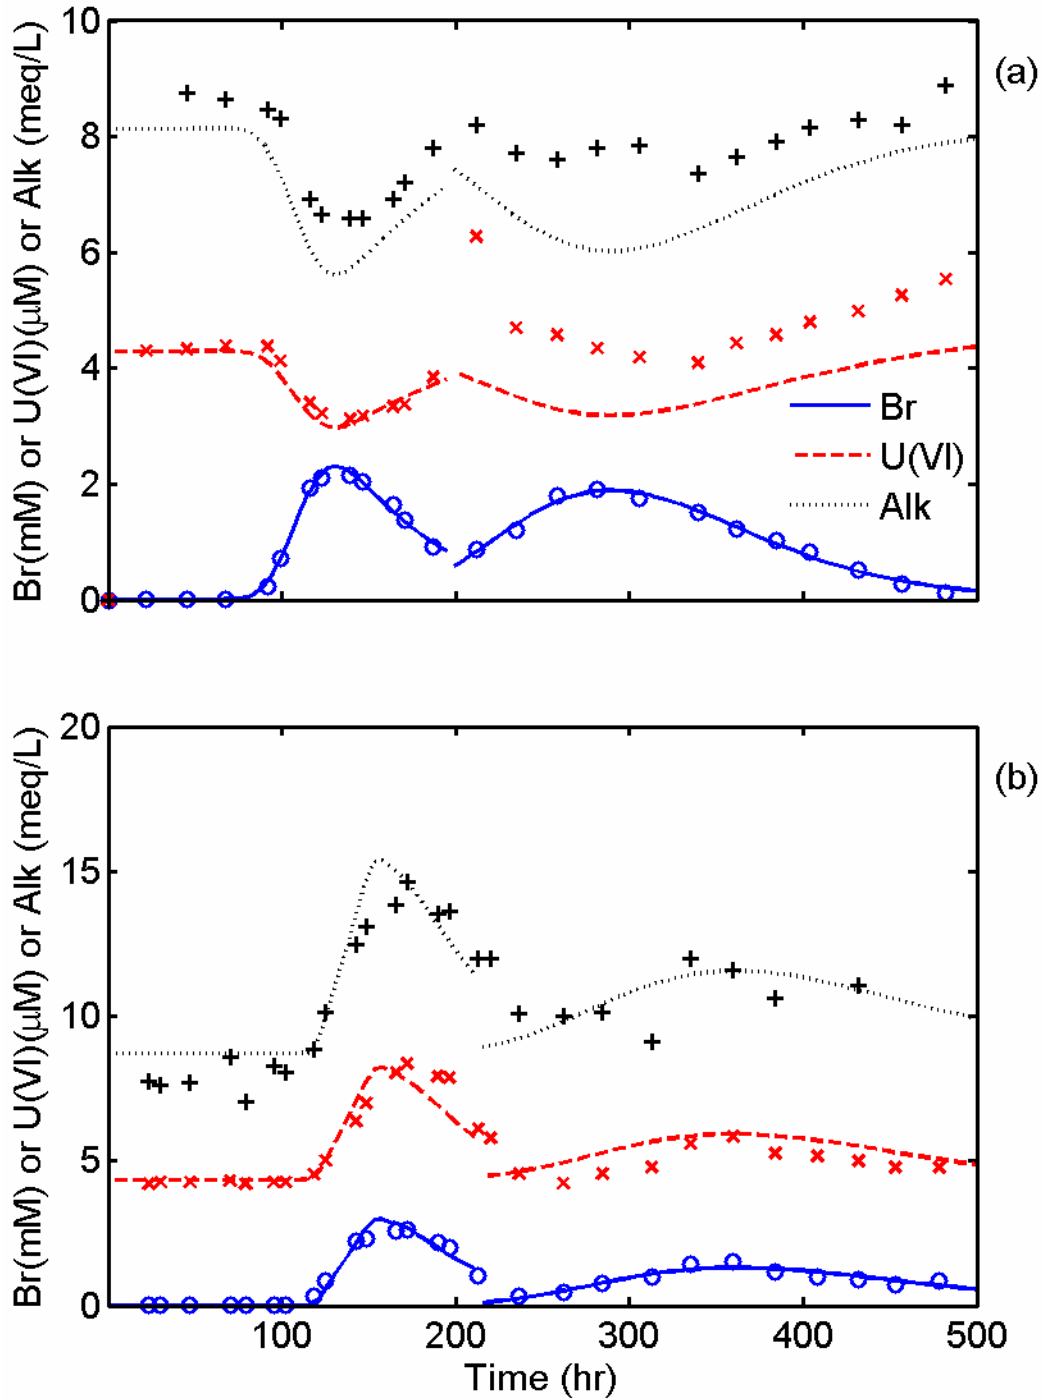 10
8
6
4
2
0
Br(mM) or U(VI)(μM) or Alk (meq/L)
(a)
Br
U(VI)
Alk
20
15
10
5
0
Br(mM) or U(VI)(μM) or Alk (meq/L)
(b)
100 200 300 400 500
Time (hr)